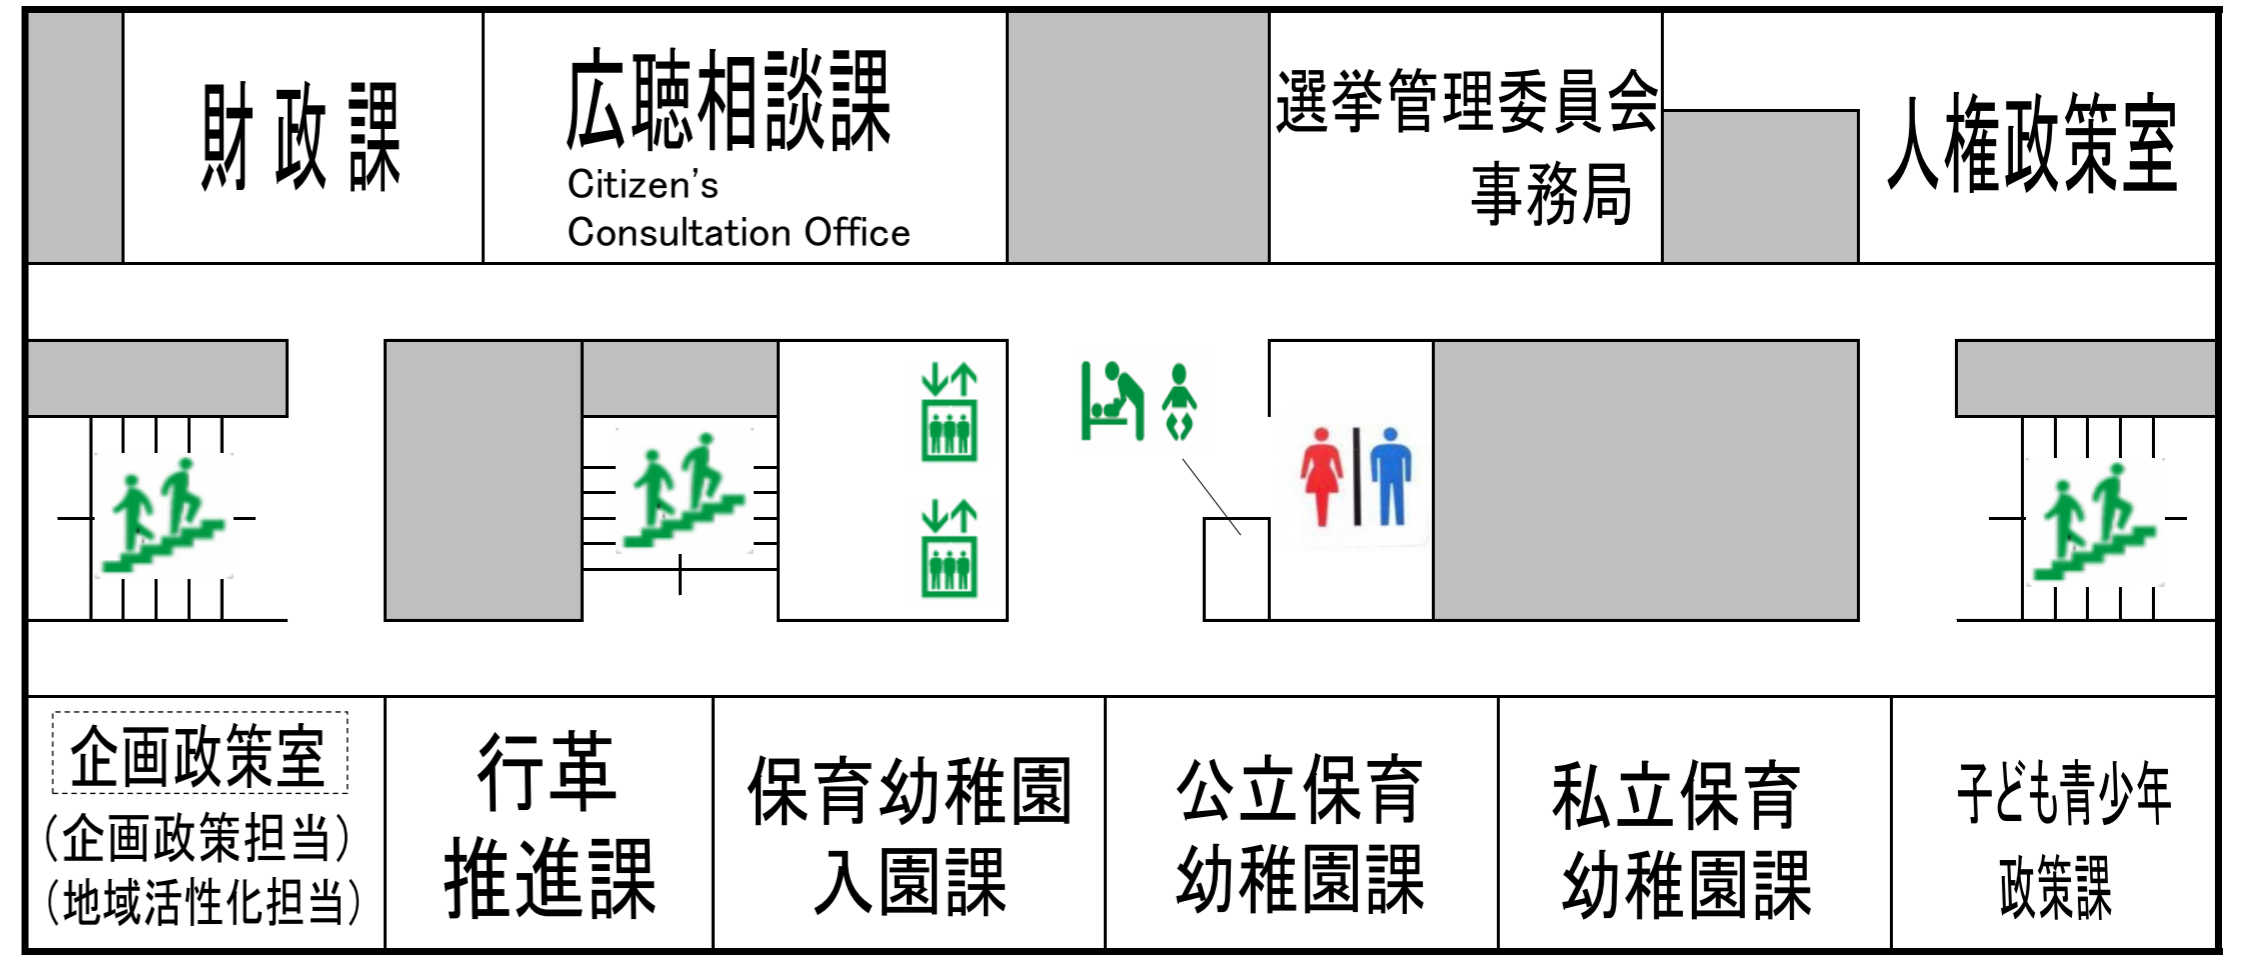 財政課
広聴相談課
Citizen's
Consultation Office
選挙管理委員会
事務局
人権政策室
企画政策室
（企画政策担当）
（地域活性化担当）
行革
推進課
保育幼稚園
入園課
公立保育
幼稚園課
私立保育
幼稚園課
子ども青少年
政策課